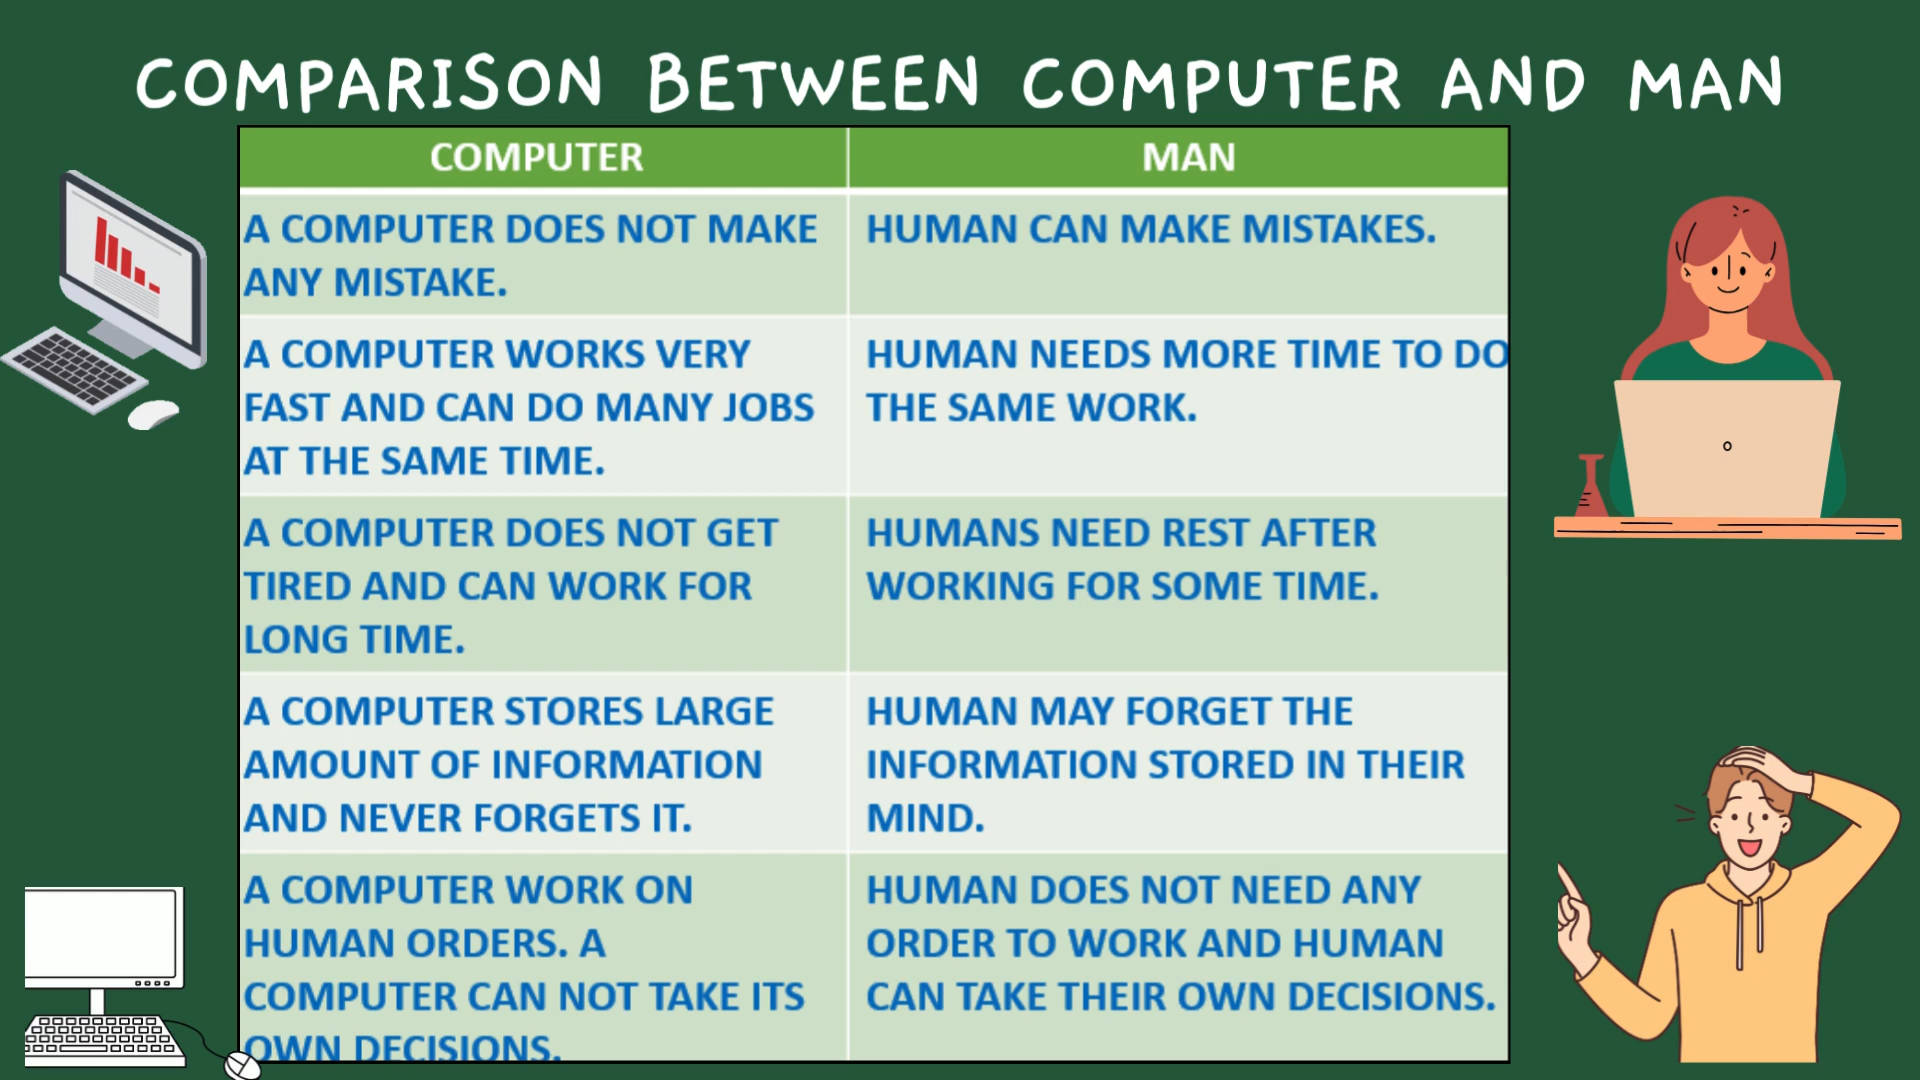 COMPARISON BETWEEN COMPUTER AND MAN
COMPUTER
MAN
A COMPUTER DOES NOT MAKE
ANY MISTAKE.
HUMAN CAN MAKE MISTAKES.
A COMPUTER WORKS VERY
FAST AND CAN DO MANY JOBS
AT THE SAME TIME.
HUMAN NEEDS MORE TIME TO DO
THE SAME WORK.
A COMPUTER DOES NOT GET
TIRED AND CAN WORK FOR
LONG TIME.
HUMANS NEED REST AFTER
WORKING FOR SOME TIME.
A COMPUTER STORES LARGE
AMOUNT OF INFORMATION
AND NEVER FORGETS IT.
HUMAN MAY FORGET THE
INFORMATION STORED IN THEIR
MIND.
A COMPUTER WORK ON
HUMAN ORDERS. A
COMPUTER CAN NOT TAKE ITS
OWN DECISIONS.
HUMAN DOES NOT NEED ANY
ORDER TO WORK AND HUMAN
CAN TAKE THEIR OWN DECISIONS.